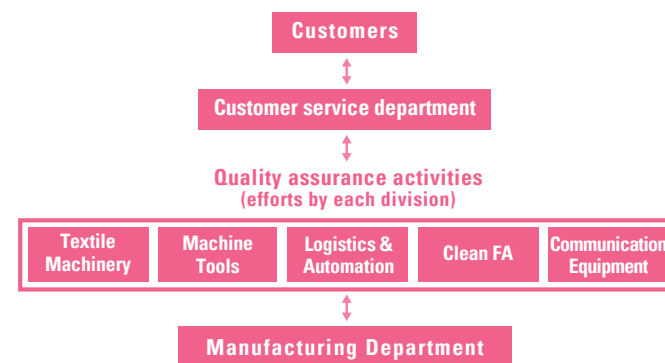 Customers
Customer service department
Quality assurance activities
(efforts by each division)
Textile
Machinery
Machine
Tools
Logistics &
Automation
Clean FA
Communication
Equipment
Manufacturing Department